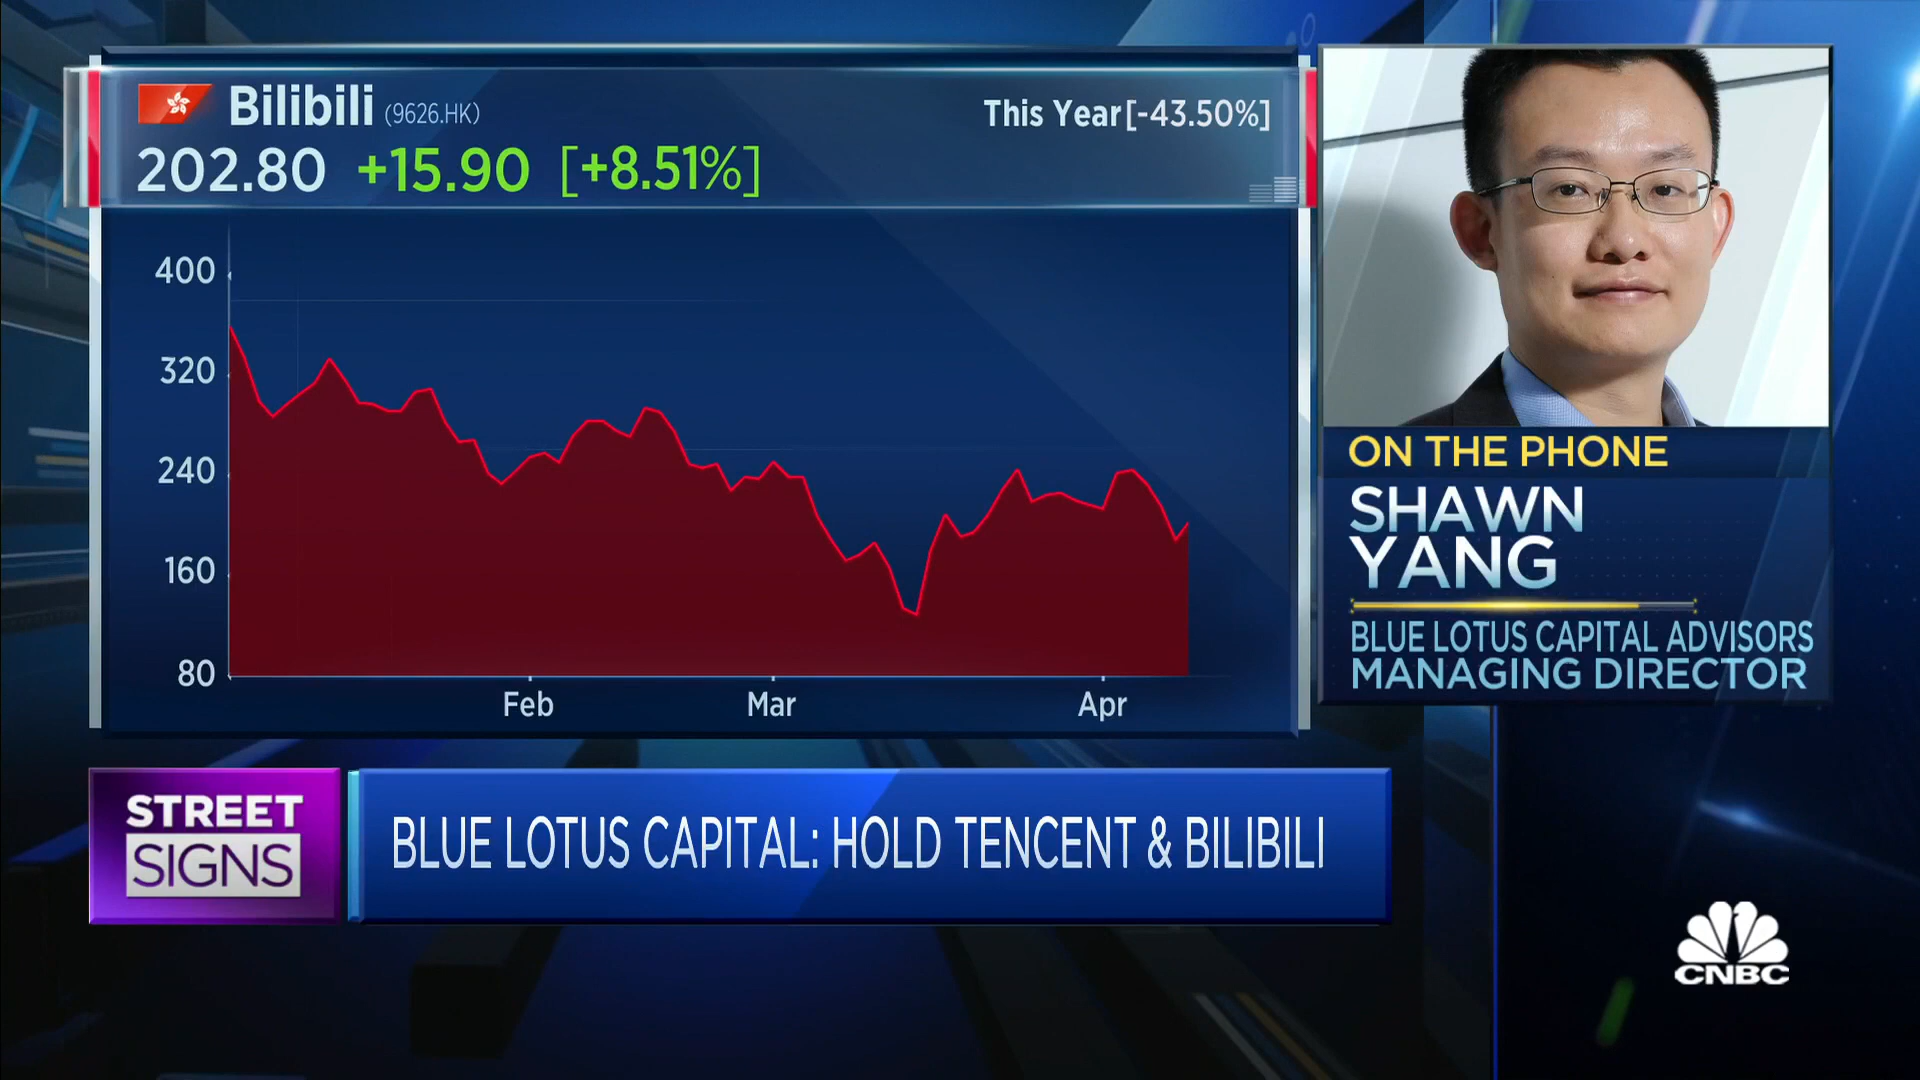 Bilibili (9626.HK)
This Year [-43.50%]
202.80 +15.90 [+8.51%]
400
320
240
160
80
Feb Mar Apr
ON THE PHONE
SHAWN
YANG
BLUE LOTUS CAPITAL ADVISORS
MANAGING DIRECTOR
STREET
SIGNS
BLUE LOTUS CAPITAL: HOLD TENCENT & BILIBILI
CNBC